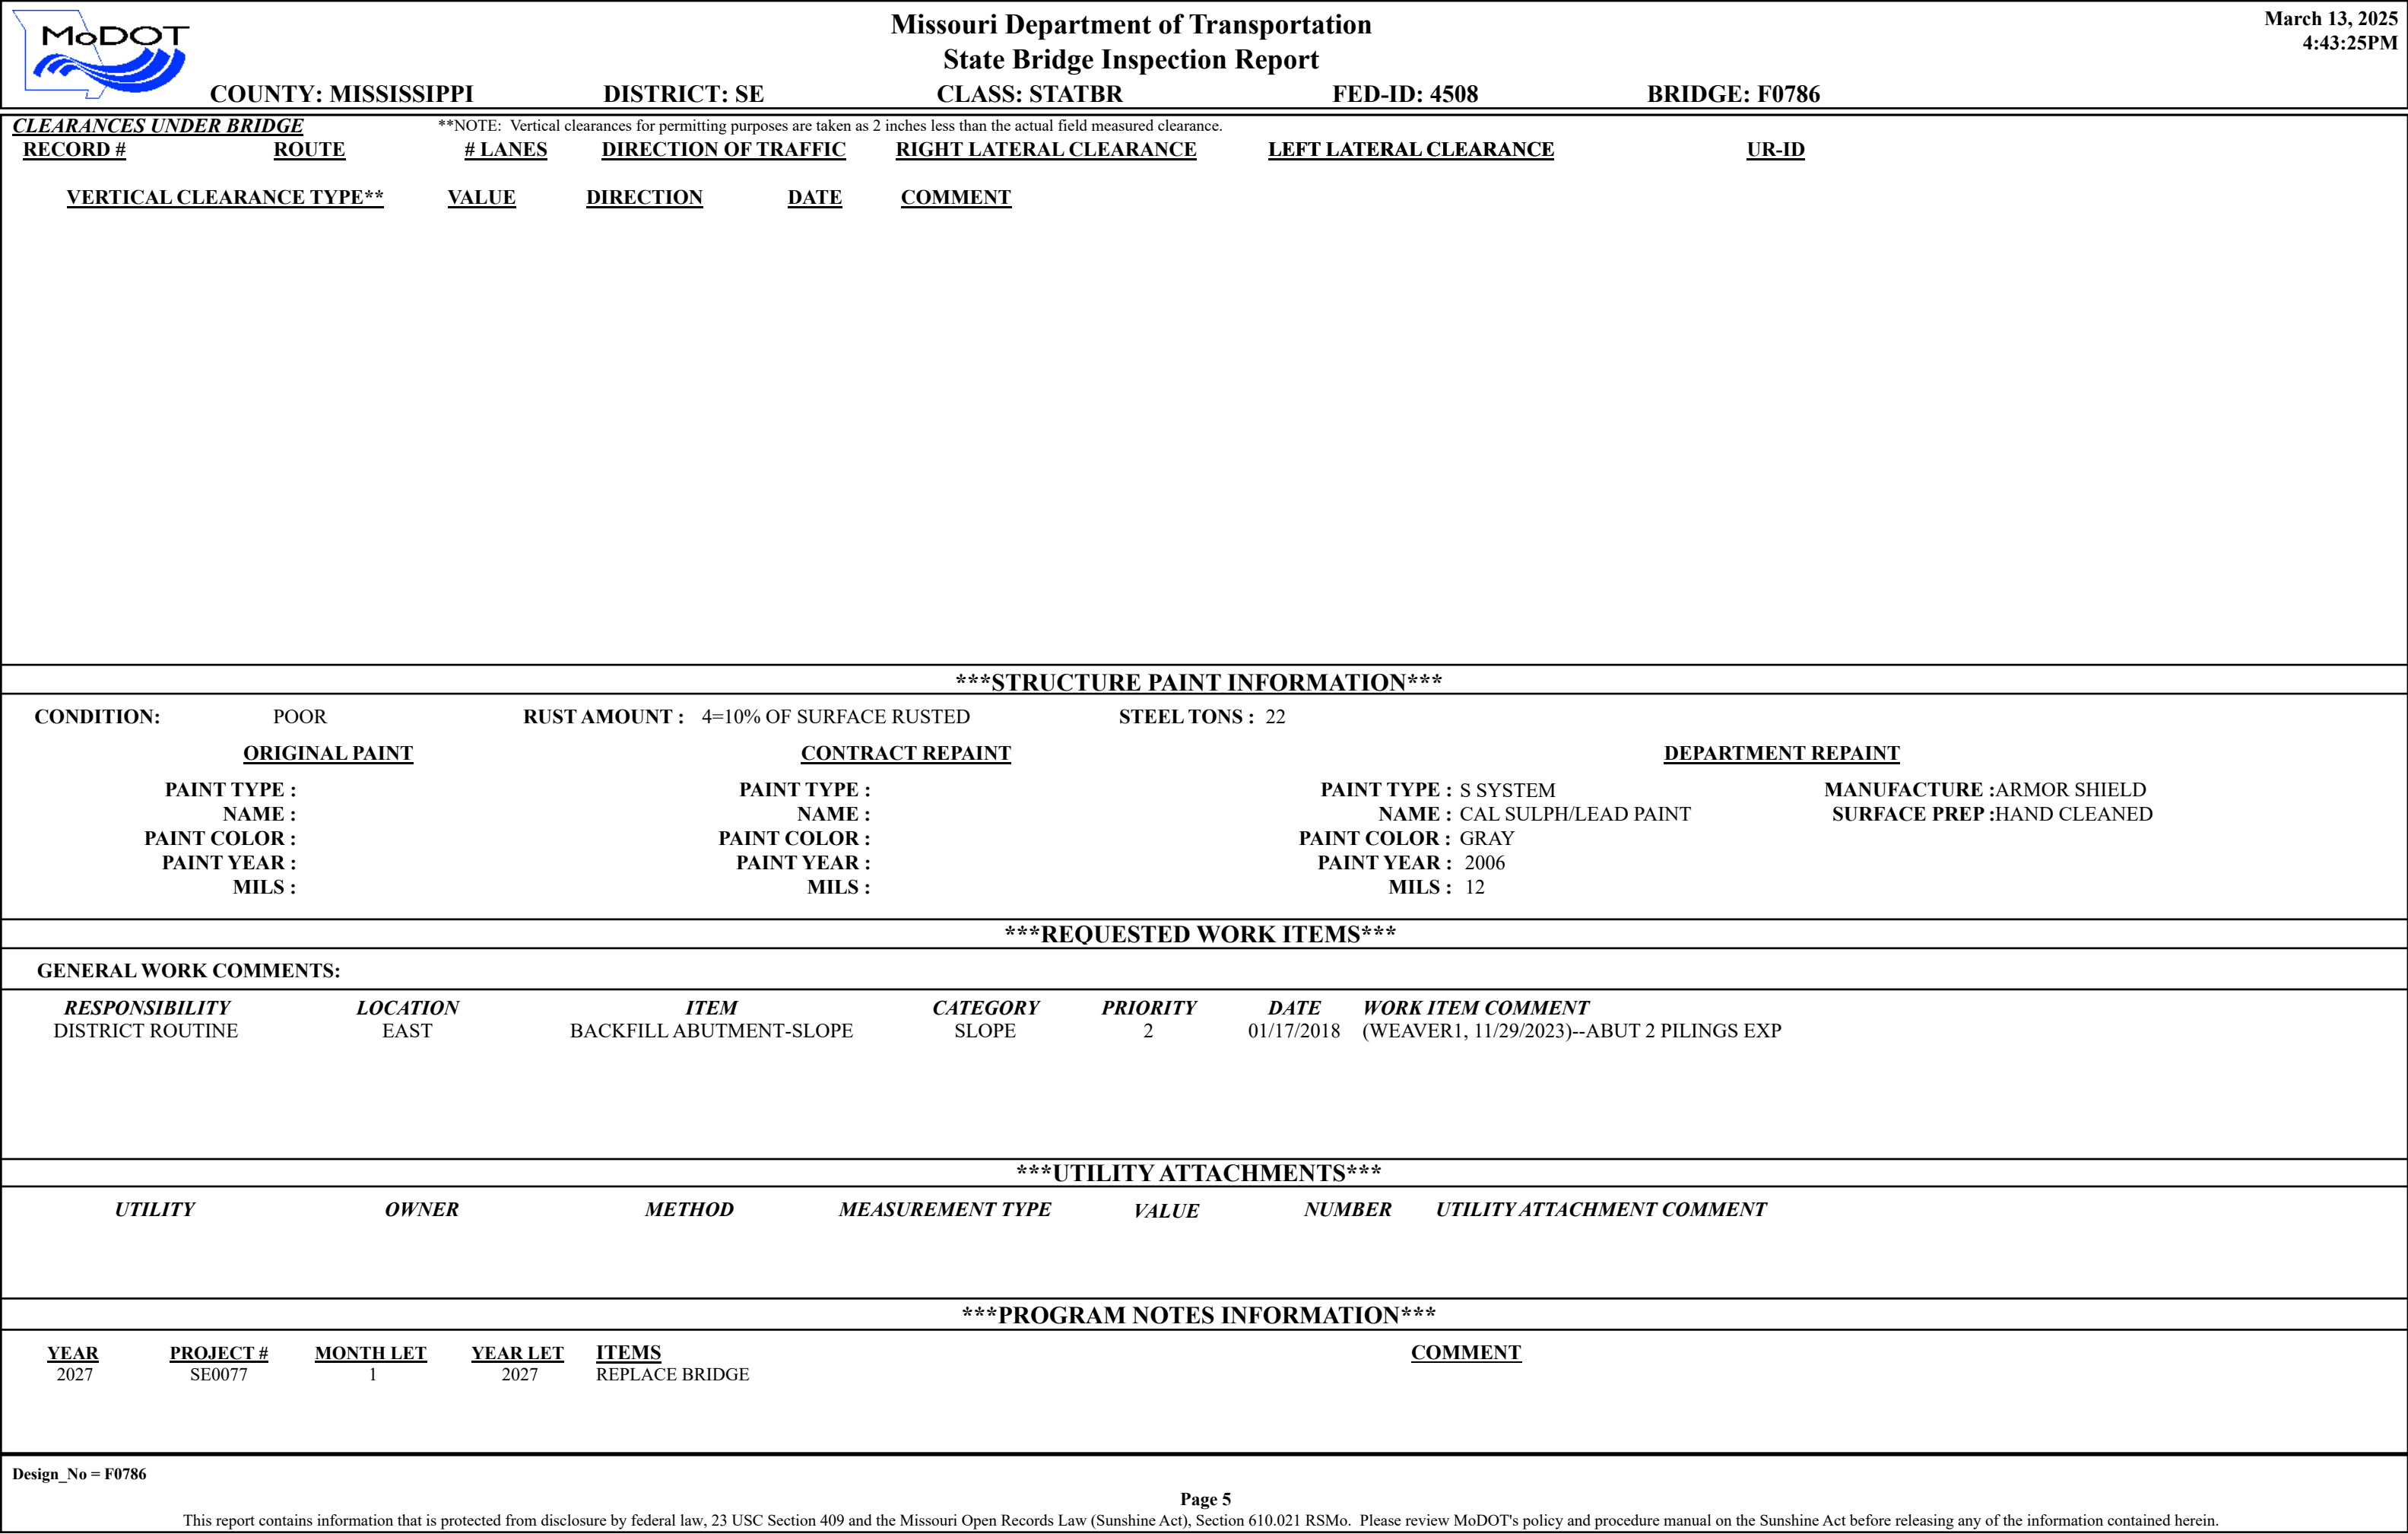 MoDOT
Missouri Department of Transportation
State Bridge Inspection Report
March 13, 2025
4:43:25PM
COUNTY: MISSISSIPPI DISTRICT: SE CLASS: STATBR FED-ID: 4508 BRIDGE: F0786
CLEARANCES UNDER BRIDGE **NOTE: Vertical clearances for permitting purposes are taken as 2 inches less than the actual field measured clearance.
RECORD # ROUTE # LANES DIRECTION OF TRAFFIC RIGHT LATERAL CLEARANCE LEFT LATERAL CLEARANCE UR-ID
VERTICAL CLEARANCE TYPE** VALUE DIRECTION DATE COMMENT
***STRUCTURE PAINT INFORMATION***
CONDITION: POOR RUST AMOUNT : 4=10% OF SURFACE RUSTED STEEL TONS : 22
ORIGINAL PAINT CONTRACT REPAINT DEPARTMENT REPAINT
PAINT TYPE : PAINT TYPE : PAINT TYPE : S SYSTEM MANUFACTURE :ARMOR SHIELD
NAME : NAME : NAME : CAL SULPH/LEAD PAINT SURFACE PREP :HAND CLEANED
PAINT COLOR : PAINT COLOR : PAINT COLOR : GRAY
PAINT YEAR : PAINT YEAR : PAINT YEAR : 2006
MILS : MILS : MILS : 12
***REQUESTED WORK ITEMS***
GENERAL WORK COMMENTS:
RESPONSIBILITY LOCATION ITEM CATEGORY PRIORITY DATE WORK ITEM COMMENT
DISTRICT ROUTINE EAST BACKFILL ABUTMENT-SLOPE SLOPE 2 01/17/2018 (WEAVER1, 11/29/2023)--ABUT 2 PILINGS EXP
***UTILITY ATTACHMENTS***
UTILITY OWNER METHOD MEASUREMENT TYPE VALUE NUMBER UTILITY ATTACHMENT COMMENT
***PROGRAM NOTES INFORMATION***
YEAR PROJECT # MONTH LET YEAR LET ITEMS COMMENT
2027 SE0077 1 2027 REPLACE BRIDGE
Design_No = F0786
Page 5
This report contains information that is protected from disclosure by federal law, 23 USC Section 409 and the Missouri Open Records Law (Sunshine Act), Section 610.021 RSMo. Please review MoDOT's policy and procedure manual on the Sunshine Act before releasing any of the information contained herein.